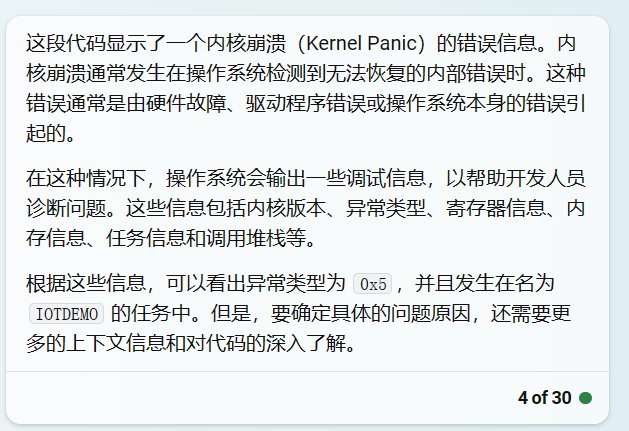 这段代码显示了一个内核崩溃（Kernel Panic）的错误信息。内
核崩溃通常发生在操作系统检测到无法恢复的内部错误时。这种
错误通常是由硬件故障、驱动程序错误或操作系统本身的错误引
起的。
在这种情况下，操作系统会输出一些调试信息，以帮助开发人员
诊断问题。这些信息包括内核版本、异常类型、寄存器信息、内
存信息、任务信息和调用堆栈等。
根据这些信息，可以看出异常类型为 0x5 ，并且发生在名为
IOTDEMO 的任务中。但是，要确定具体的问题原因，还需要更
多的上下文信息和对代码的深入了解。
4 of 30